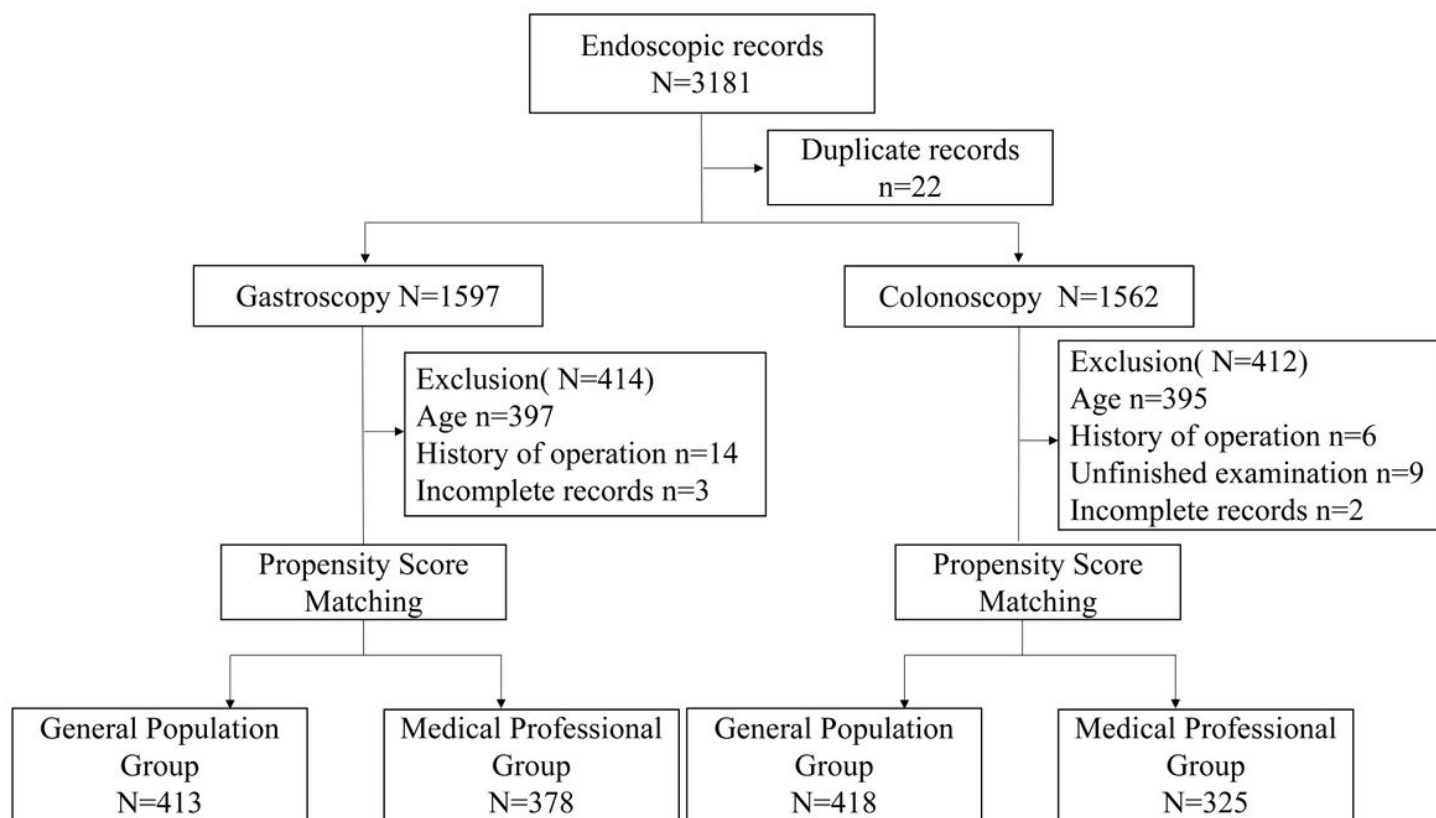 Endoscopic records
N=3181
Duplicate records
n=22
Gastroscopy N=1597
Colonoscopy N=1562
Exclusion( N=414)
Age n=397
History of operation n=14
Incomplete records n=3
Exclusion( N=412)
Age n=395
History of operation n=6
Unfinished examination n=9
Incomplete records n=2
Propensity Score
Matching
Propensity Score
Matching
General Population
Group
N=413
Medical Professional
Group
N=378
General Population
Group
N=418
Medical Professional
Group
N=325